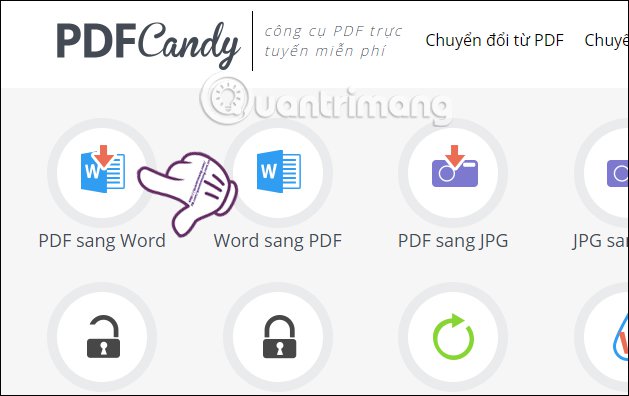 PDFCandy
công cụ PDF trực
tuyến miễn phí
Chuyển đổi từ PDF
Chuyể
Quantrimang
W
W
PDF sang Word
Word sang PDF
PDF sang JPG
JPG san